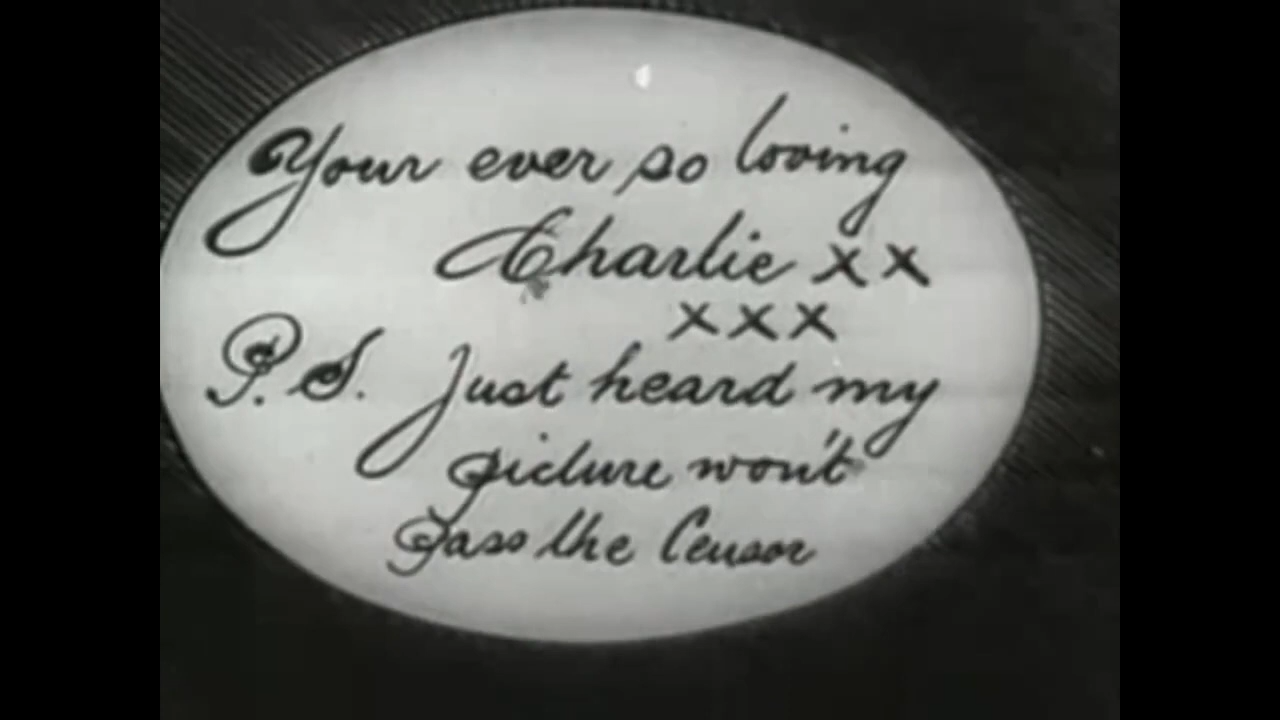 Your ever so loving
Charlie xx
xxx
P.S. Just heard my
picture won't
pass the Censor